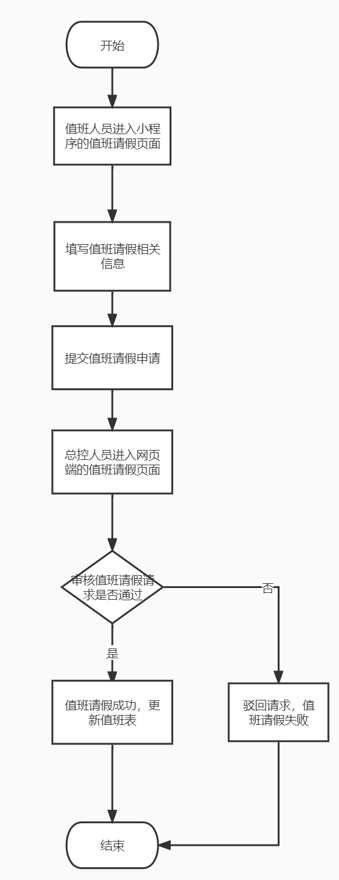 开始
值班人员进入小程
序的值班请假页面
填写值班请假相关
信息
提交值班请假申请
总控人员进入网页
端的值班请假页面
审核值班请假请
求是否通过
否
是
值班请假成功，更
新值班表
驳回请求，值
班请假失败
结束